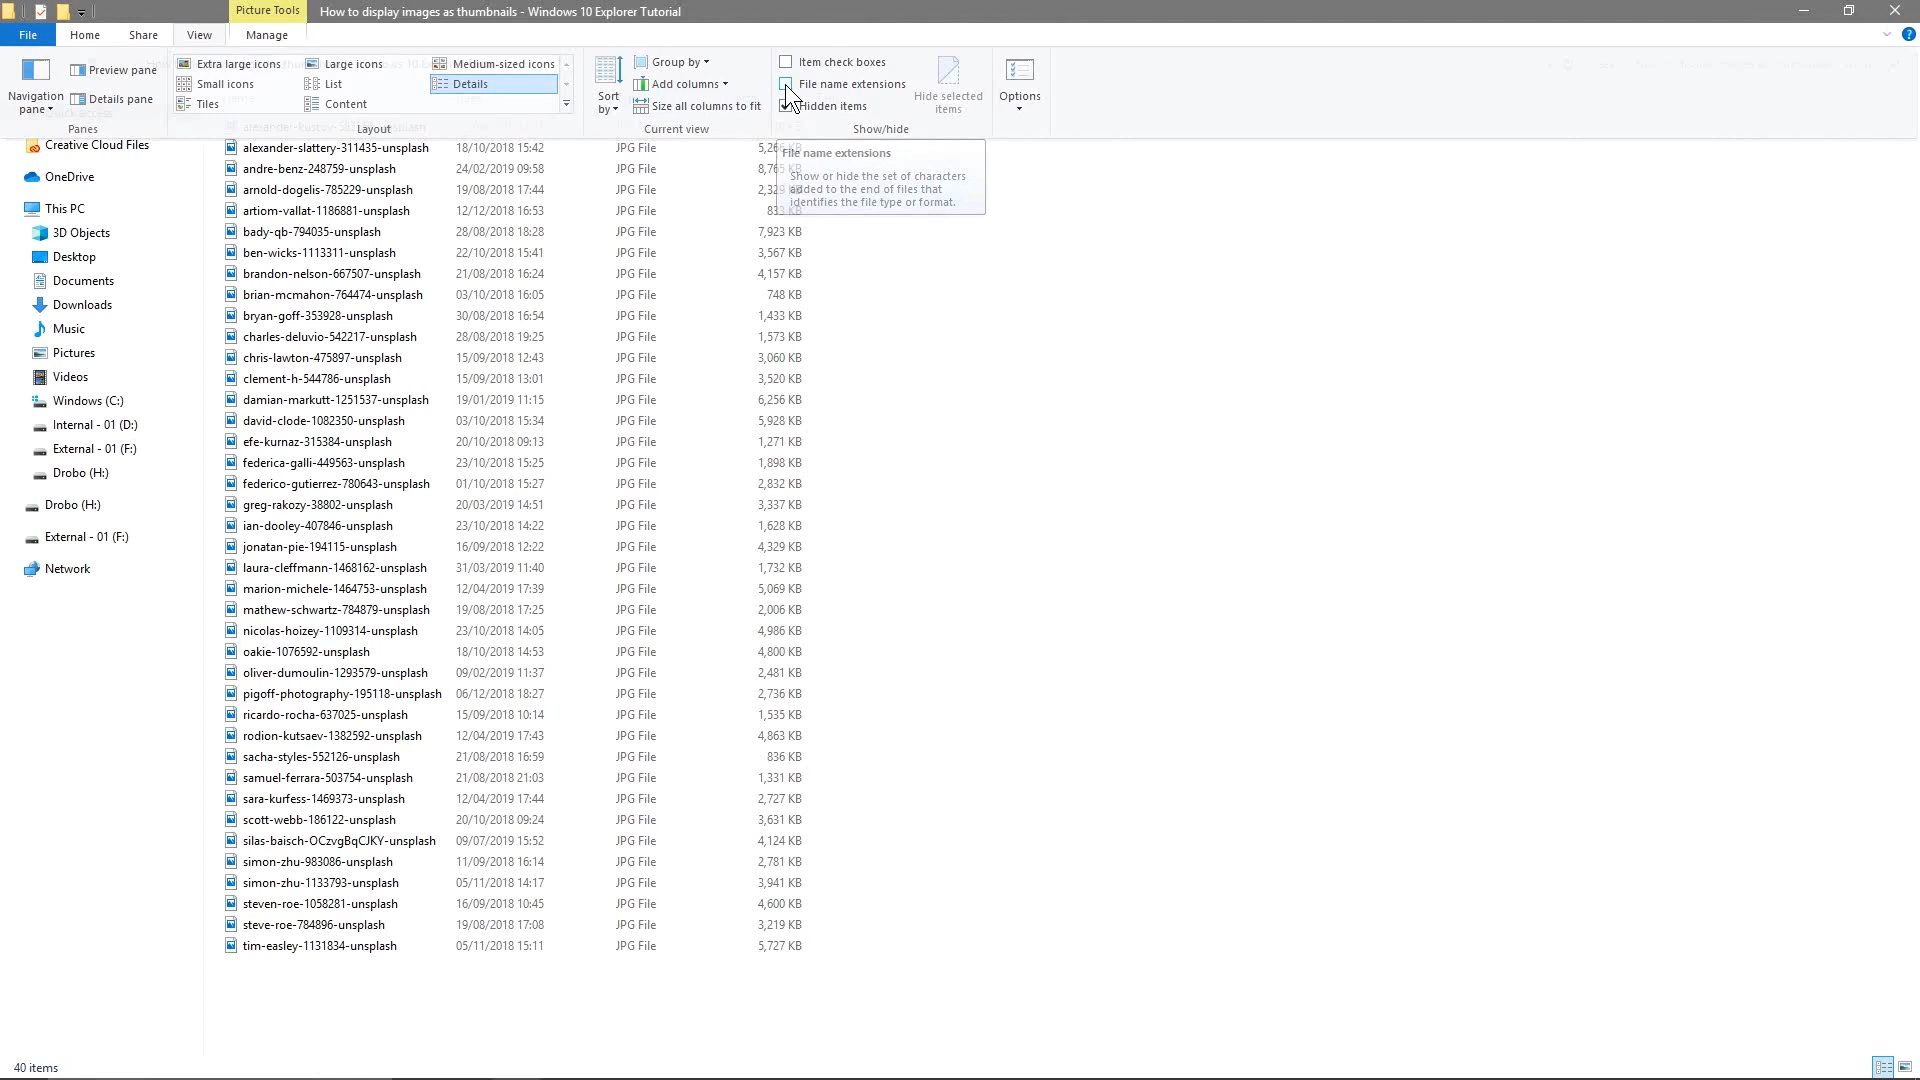 Picture Tools
How to display images as thumbnails - Windows 10 Explorer Tutorial
File Home Share View Manage
Navigation pane
Preview pane
Details pane
Panes
Extra large icons Large icons Medium-sized icons
Small icons List Details
Tiles Content
Layout
Sort by
Group by
Add columns
Size all columns to fit
Current view
Item check boxes
File name extensions
Hidden items
Hide selected items
Show/hide
Options
File name extensions
Show or hide the set of characters
added to the end of files that
identifies the file type or format.
Quick access
Creative Cloud Files
OneDrive
This PC
3D Objects
Desktop
Documents
Downloads
Music
Pictures
Videos
Windows (C:)
Internal - 01 (D:)
External - 01 (F:)
Drobo (H:)
Drobo (H:)
External - 01 (F:)
Network
alexander-slattery-311435-unsplash 18/10/2018 15:42 JPG File
andre-benz-248759-unsplash 24/02/2019 09:58 JPG File
arnold-dogelis-785229-unsplash 19/08/2018 17:44 JPG File
artiom-vallat-1186881-unsplash 12/12/2018 16:53 JPG File 833 KB
bady-qb-794035-unsplash 28/08/2018 18:28 JPG File 7,923 KB
ben-wicks-1113311-unsplash 22/10/2018 15:41 JPG File 3,567 KB
brandon-nelson-667507-unsplash 21/08/2018 16:24 JPG File 4,157 KB
brian-mcmahon-764474-unsplash 03/10/2018 16:05 JPG File 748 KB
bryan-goff-353928-unsplash 30/08/2018 16:54 JPG File 1,433 KB
charles-deluvio-542217-unsplash 28/08/2018 19:25 JPG File 1,573 KB
chris-lawton-475897-unsplash 15/09/2018 12:43 JPG File 3,060 KB
clement-h-544786-unsplash 15/09/2018 13:01 JPG File 3,520 KB
damian-markutt-1251537-unsplash 19/01/2019 11:15 JPG File 6,256 KB
david-clode-1082350-unsplash 03/10/2018 15:34 JPG File 5,928 KB
efe-kurnaz-315384-unsplash 20/10/2018 09:13 JPG File 1,271 KB
federica-galli-449563-unsplash 23/10/2018 15:25 JPG File 1,898 KB
federico-gutierrez-780643-unsplash 01/10/2018 15:27 JPG File 2,832 KB
greg-rakozy-38802-unsplash 20/03/2019 14:51 JPG File 3,337 KB
ian-dooley-407846-unsplash 23/10/2018 14:22 JPG File 1,628 KB
jonatan-pie-194115-unsplash 16/09/2018 12:22 JPG File 4,329 KB
laura-cleffmann-1468162-unsplash 31/03/2019 11:40 JPG File 1,732 KB
marion-michele-1464753-unsplash 12/04/2019 17:39 JPG File 5,069 KB
mathew-schwartz-784879-unsplash 19/08/2018 17:25 JPG File 2,006 KB
nicolas-hoizey-1109314-unsplash 23/10/2018 14:05 JPG File 4,986 KB
oakie-1076592-unsplash 18/10/2018 14:53 JPG File 4,800 KB
oliver-dumoulin-1293579-unsplash 09/02/2019 11:37 JPG File 2,481 KB
pigoff-photography-195118-unsplash 06/12/2018 18:27 JPG File 2,736 KB
ricardo-rocha-637025-unsplash 15/09/2018 10:14 JPG File 1,535 KB
rodion-kutsaev-1382592-unsplash 12/04/2019 17:43 JPG File 4,863 KB
sacha-styles-552126-unsplash 21/08/2018 16:59 JPG File 836 KB
samuel-ferrara-503754-unsplash 21/08/2018 21:03 JPG File 1,331 KB
sara-kurfess-1469373-unsplash 12/04/2019 17:44 JPG File 2,727 KB
scott-webb-186122-unsplash 20/10/2018 09:24 JPG File 3,631 KB
silas-baisch-OCzvgBqCJKY-unsplash 09/07/2019 15:52 JPG File 4,124 KB
simon-zhu-983086-unsplash 11/09/2018 16:14 JPG File 2,781 KB
simon-zhu-1133793-unsplash 05/11/2018 14:17 JPG File 3,941 KB
steven-roe-1058281-unsplash 16/09/2018 10:45 JPG File 4,600 KB
steve-roe-784896-unsplash 19/08/2018 17:08 JPG File 3,219 KB
tim-easley-1131834-unsplash 05/11/2018 15:11 JPG File 5,727 KB
40 items